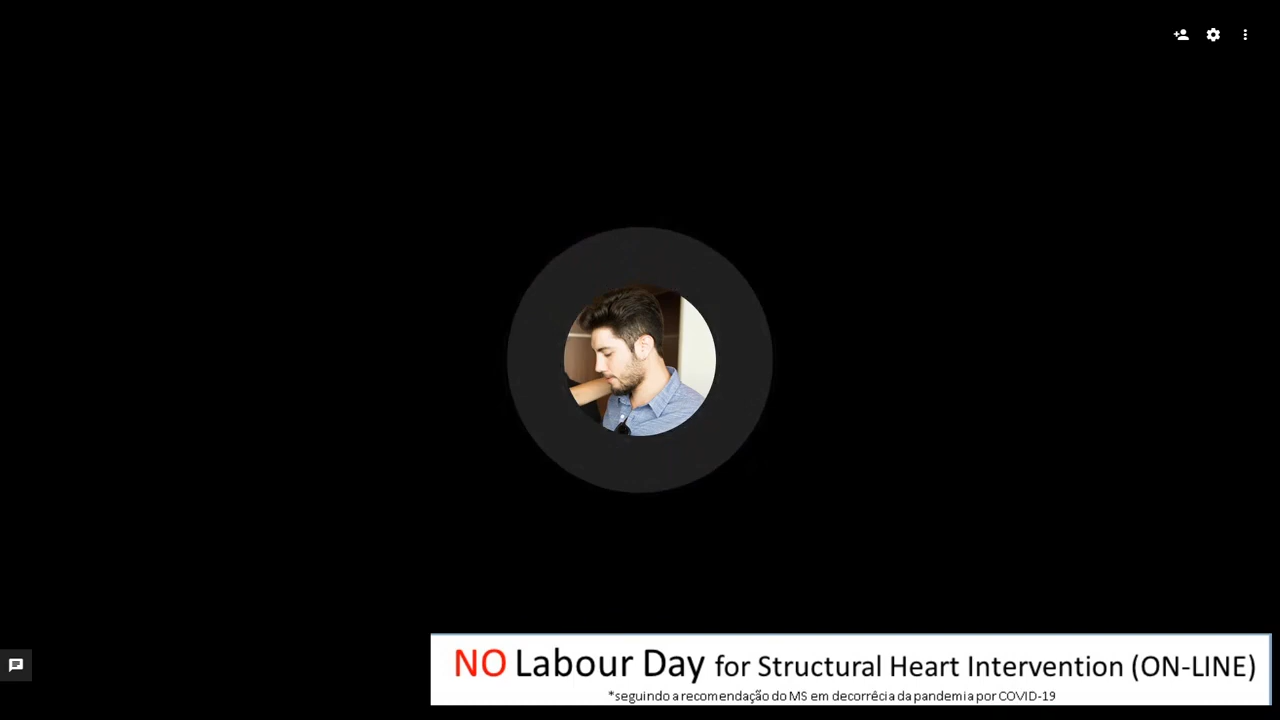 NO Labour Day for Structural Heart Intervention (ON-LINE)
*seguindo a recomendação do MS em decorrêcia da pandemia por COVID-19